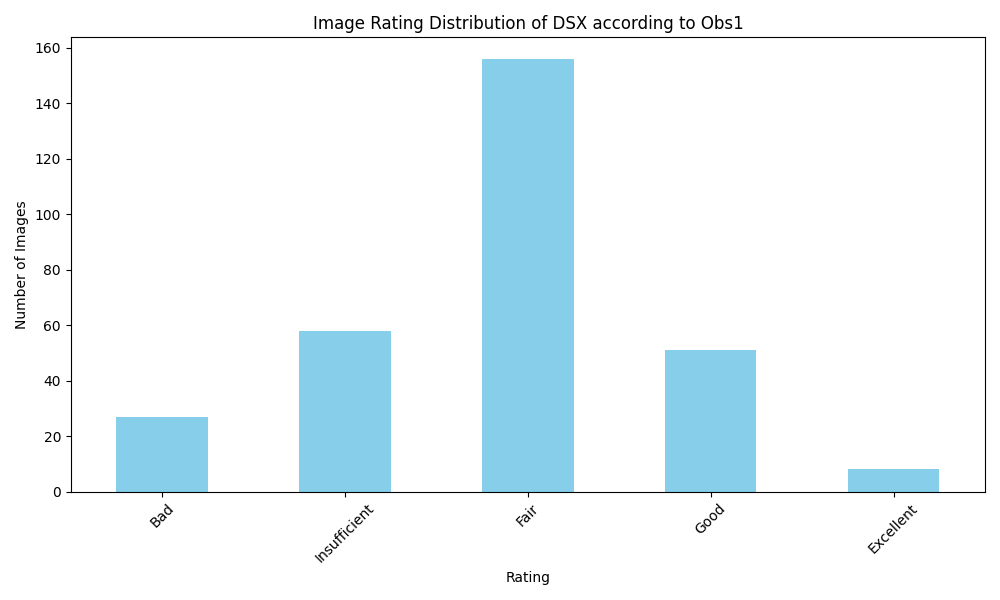 Image Rating Distribution of DSX according to Obs1
160
140
120
100
80
60
40
20
0
Number of Images
Bad
Insufficient
Fair
Good
Excellent
Rating